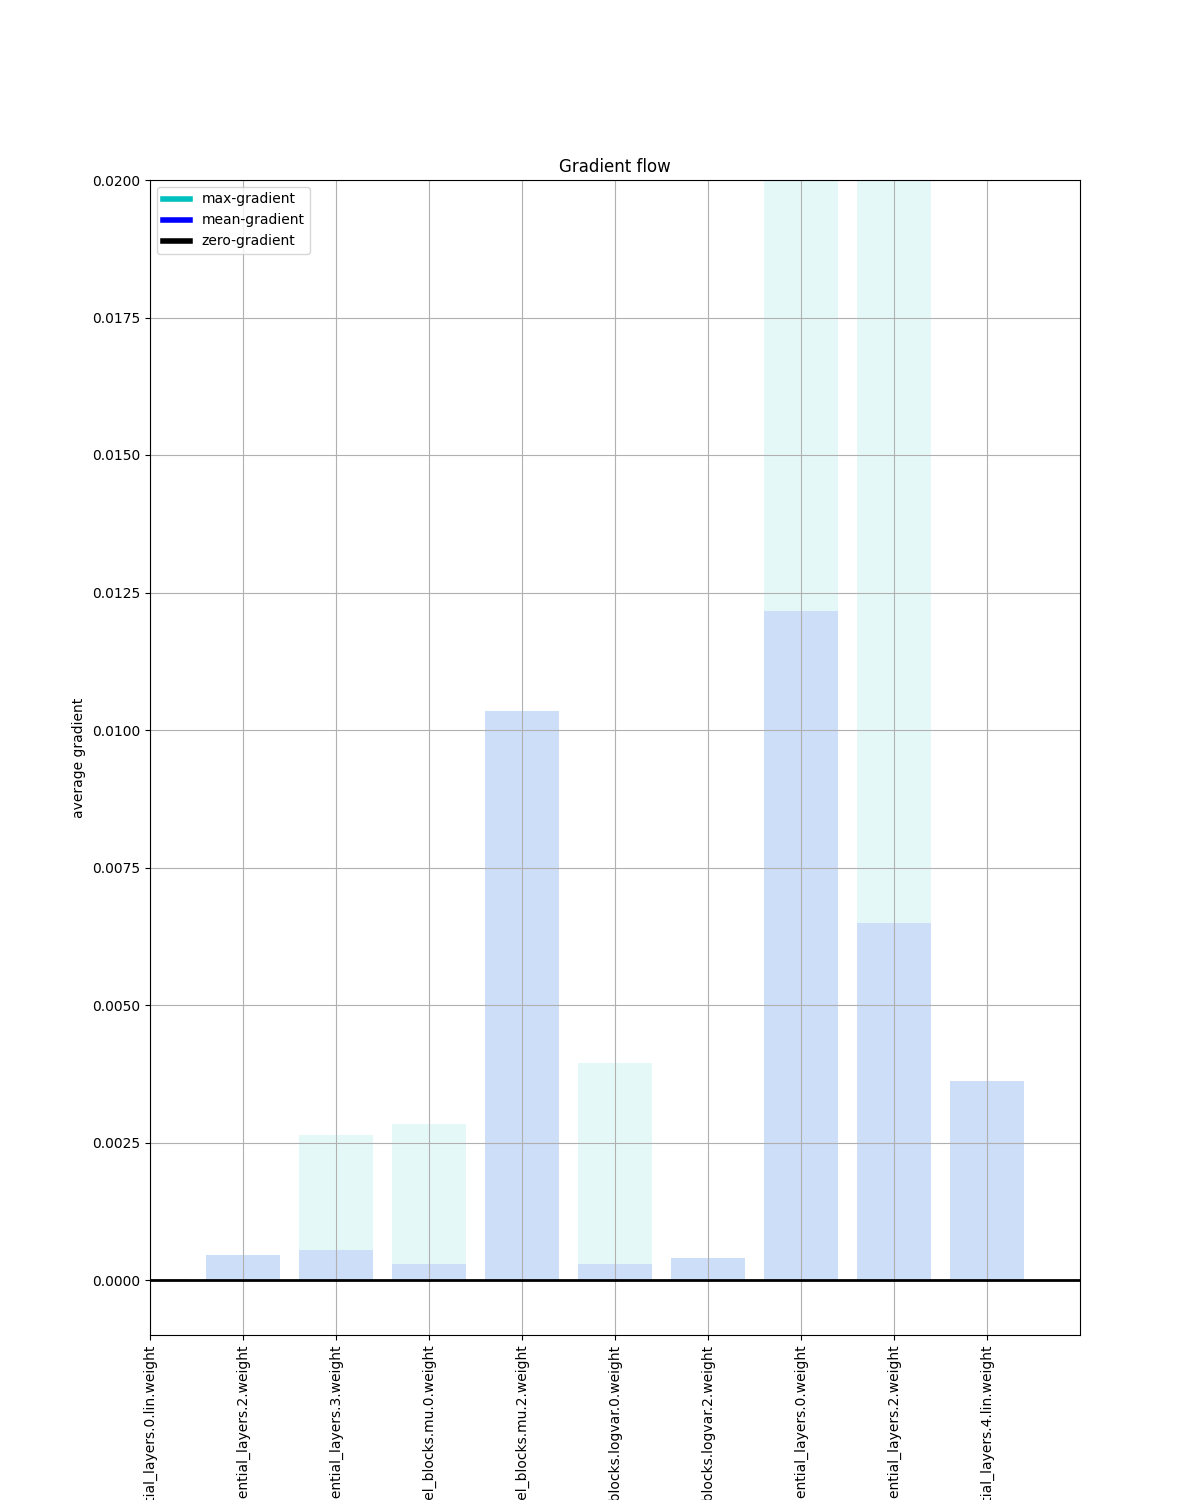 Gradient flow
max-gradient
mean-gradient
zero-gradient
0.0200
0.0175
0.0150
0.0125
0.0100
0.0075
0.0050
0.0025
0.0000
average gradient
tial_layers.0.lin.weight
ential_layers.2.weight
ential_layers.3.weight
el_blocks.mu.0.weight
el_blocks.mu.2.weight
blocks.logvar.0.weight
blocks.logvar.2.weight
ential_layers.0.weight
ential_layers.2.weight
tial_layers.4.lin.weight